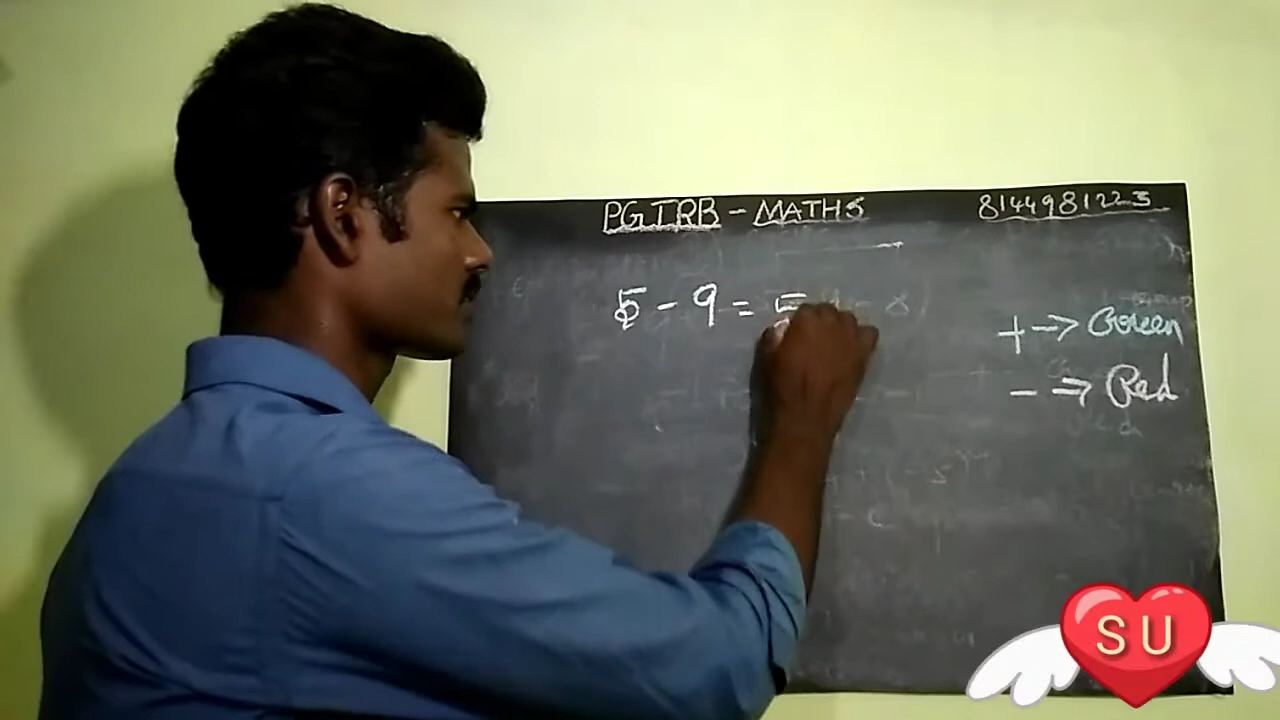 PGTRB - MATHS 8144981223
5 - 9 = 5
+ → Green
- ⇒ Red
SU